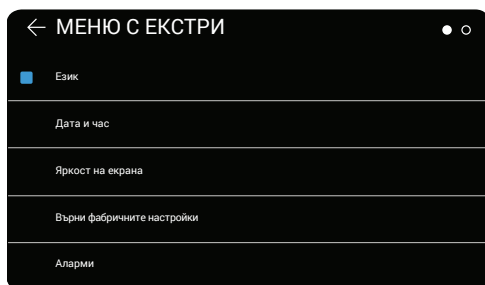 МЕНЮ С ЕКСТРИ
Език
Дата и час
Яркост на екрана
Върни фабричните настройки
Аларми